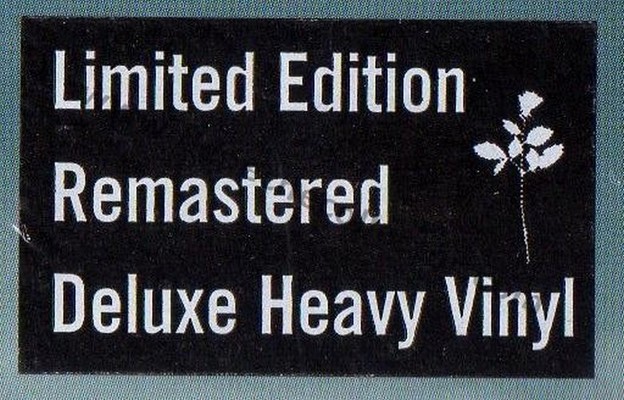 Limited Edition
Remastered
Deluxe Heavy Vinyl